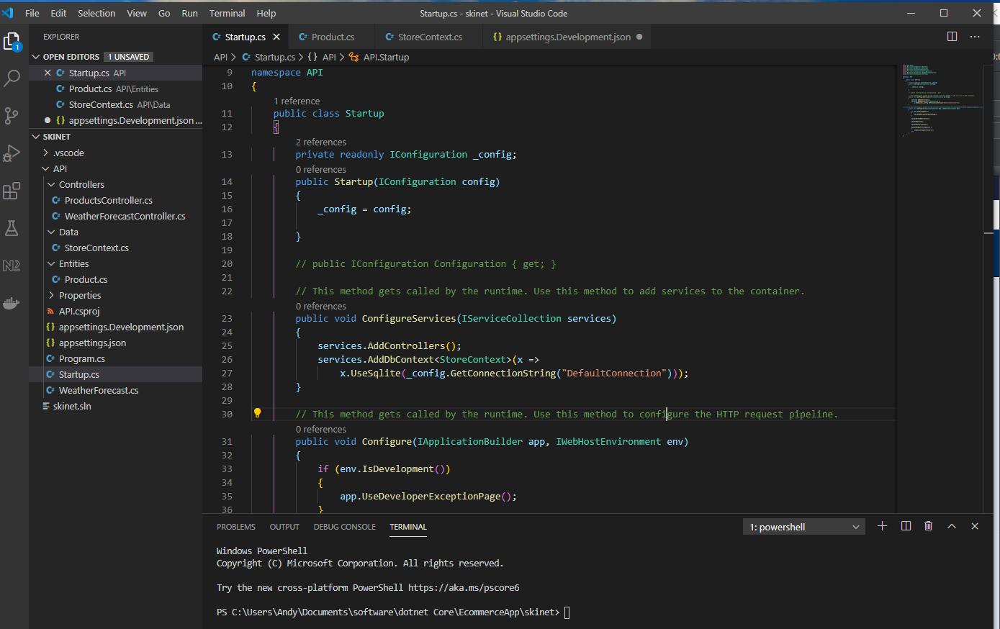 File Edit Selection View Go Run Terminal Help Startup.cs - skinet - Visual Studio Code
EXPLORER
OPEN EDITORS 1 UNSAVED
Startup.cs API
Product.cs API\Entities
StoreContext.cs API\Data
appsettings.Development.json ...
SKINET
.vscode
API
Controllers
ProductsController.cs
WeatherForecastController.cs
Data
StoreContext.cs
Entities
Product.cs
Properties
API.csproj
appsettings.Development.json
appsettings.json
Program.cs
Startup.cs
WeatherForecast.cs
skinet.sln
1
Startup.cs Product.cs StoreContext.cs {} appsettings.Development.json
API > Startup.cs > {} API > API.Startup
9 namespace API
10 {
1 reference
11 public class Startup
12 {
2 references
13 private readonly IConfiguration _config;
0 references
14 public Startup(IConfiguration config)
15 {
16 _config = config;
17
18 }
19
20 // public IConfiguration Configuration { get; }
21
22 // This method gets called by the runtime. Use this method to add services to the container.
0 references
23 public void ConfigureServices(IServiceCollection services)
24 {
25 services.AddControllers();
26 services.AddDbContext<StoreContext>(x =>
27 x.UseSqlite(_config.GetConnectionString("DefaultConnection")));
28 }
29
30 // This method gets called by the runtime. Use this method to configure the HTTP request pipeline.
0 references
31 public void Configure(IApplicationBuilder app, IWebHostEnvironment env)
32 {
33 if (env.IsDevelopment())
34 {
35 app.UseDeveloperExceptionPage();
36 }
PROBLEMS OUTPUT DEBUG CONSOLE TERMINAL 1: powershell
Windows PowerShell
Copyright (C) Microsoft Corporation. All rights reserved.
Try the new cross-platform PowerShell https://aka.ms/pscore6
PS C:\Users\Andy\Documents\software\dotnet Core\EcommerceApp\skinet>